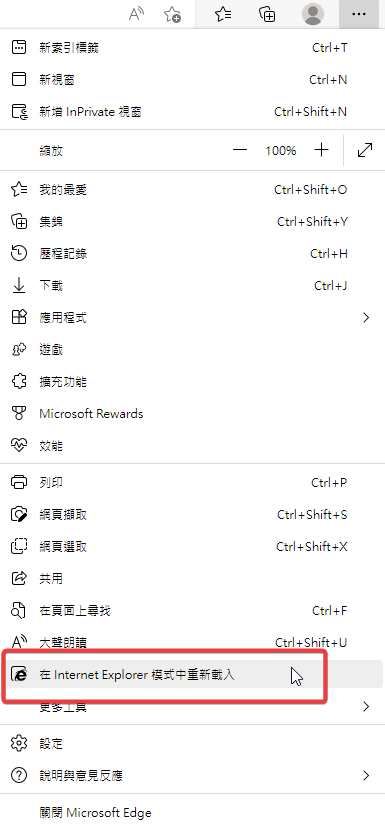 新索引標籤 Ctrl+T
新視窗 Ctrl+N
新增 InPrivate 視窗 Ctrl+Shift+N
縮放 — 100% +
我的最愛 Ctrl+Shift+O
集錦 Ctrl+Shift+Y
歷程記錄 Ctrl+H
下載 Ctrl+J
應用程式
遊戲
擴充功能
Microsoft Rewards
效能
列印 Ctrl+P
網頁擷取 Ctrl+Shift+S
網頁選取 Ctrl+Shift+X
共用
在頁面上尋找 Ctrl+F
大聲朗讀 Ctrl+Shift+U
在 Internet Explorer 模式中重新載入
更多工具
設定
說明與意見反應
關閉 Microsoft Edge